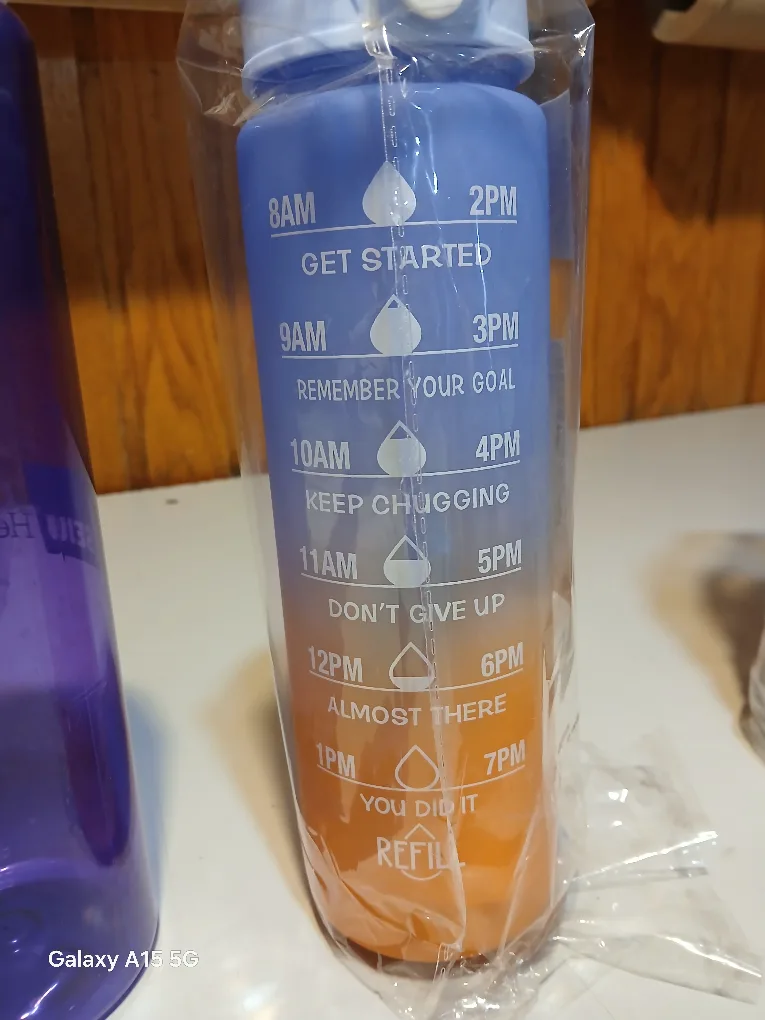 8AM 2PM
GET STARTED
9AM 3PM
REMEMBER YOUR GOAL
10AM 4PM
KEEP CHUGGING
11AM 5PM
DON'T GIVE UP
12PM 6PM
ALMOST THERE
1PM 7PM
YOU DID IT
REFILL
Galaxy A15 5G